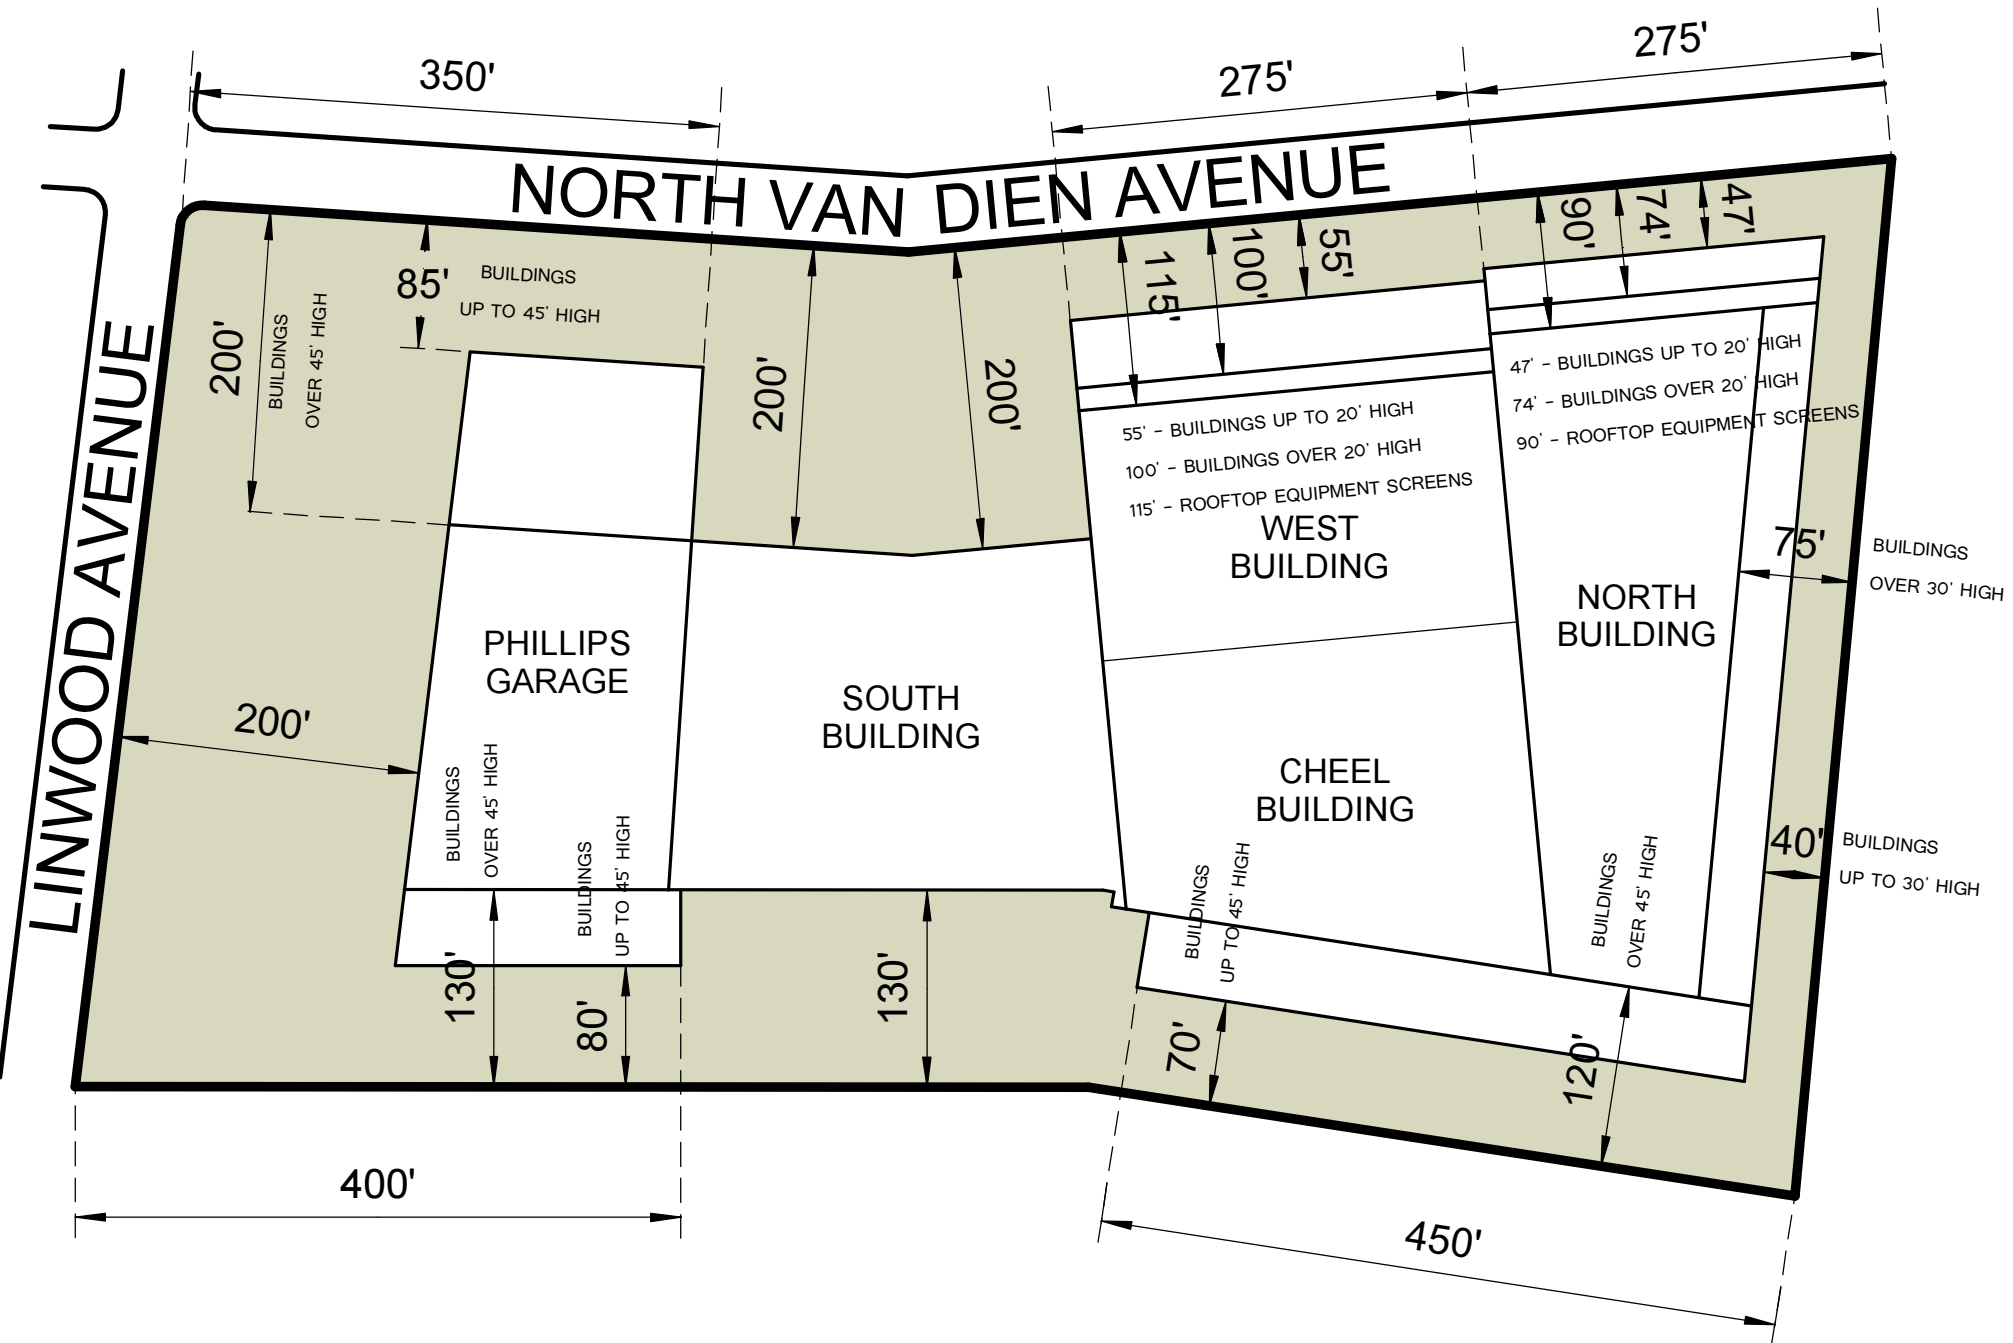 350'
275'
275'
NORTH VAN DIEN AVENUE
LINWOOD AVENUE
200'
BUILDINGS
OVER 45' HIGH
85'
BUILDINGS
UP TO 45' HIGH
200'
200'
115'
100'
55'
90'
74'
47'
55' - BUILDINGS UP TO 20' HIGH
100' - BUILDINGS OVER 20' HIGH
115' - ROOFTOP EQUIPMENT SCREENS
47' - BUILDINGS UP TO 20' HIGH
74' - BUILDINGS OVER 20' HIGH
90' - ROOFTOP EQUIPMENT SCREENS
WEST
BUILDING
NORTH
BUILDING
75'
BUILDINGS
OVER 30' HIGH
PHILLIPS
GARAGE
SOUTH
BUILDING
CHEEL
BUILDING
200'
BUILDINGS
OVER 45' HIGH
BUILDINGS
UP TO 45' HIGH
BUILDINGS
UP TO 45' HIGH
BUILDINGS
OVER 45' HIGH
40'
BUILDINGS
UP TO 30' HIGH
130'
80'
130'
70'
120'
400'
450'